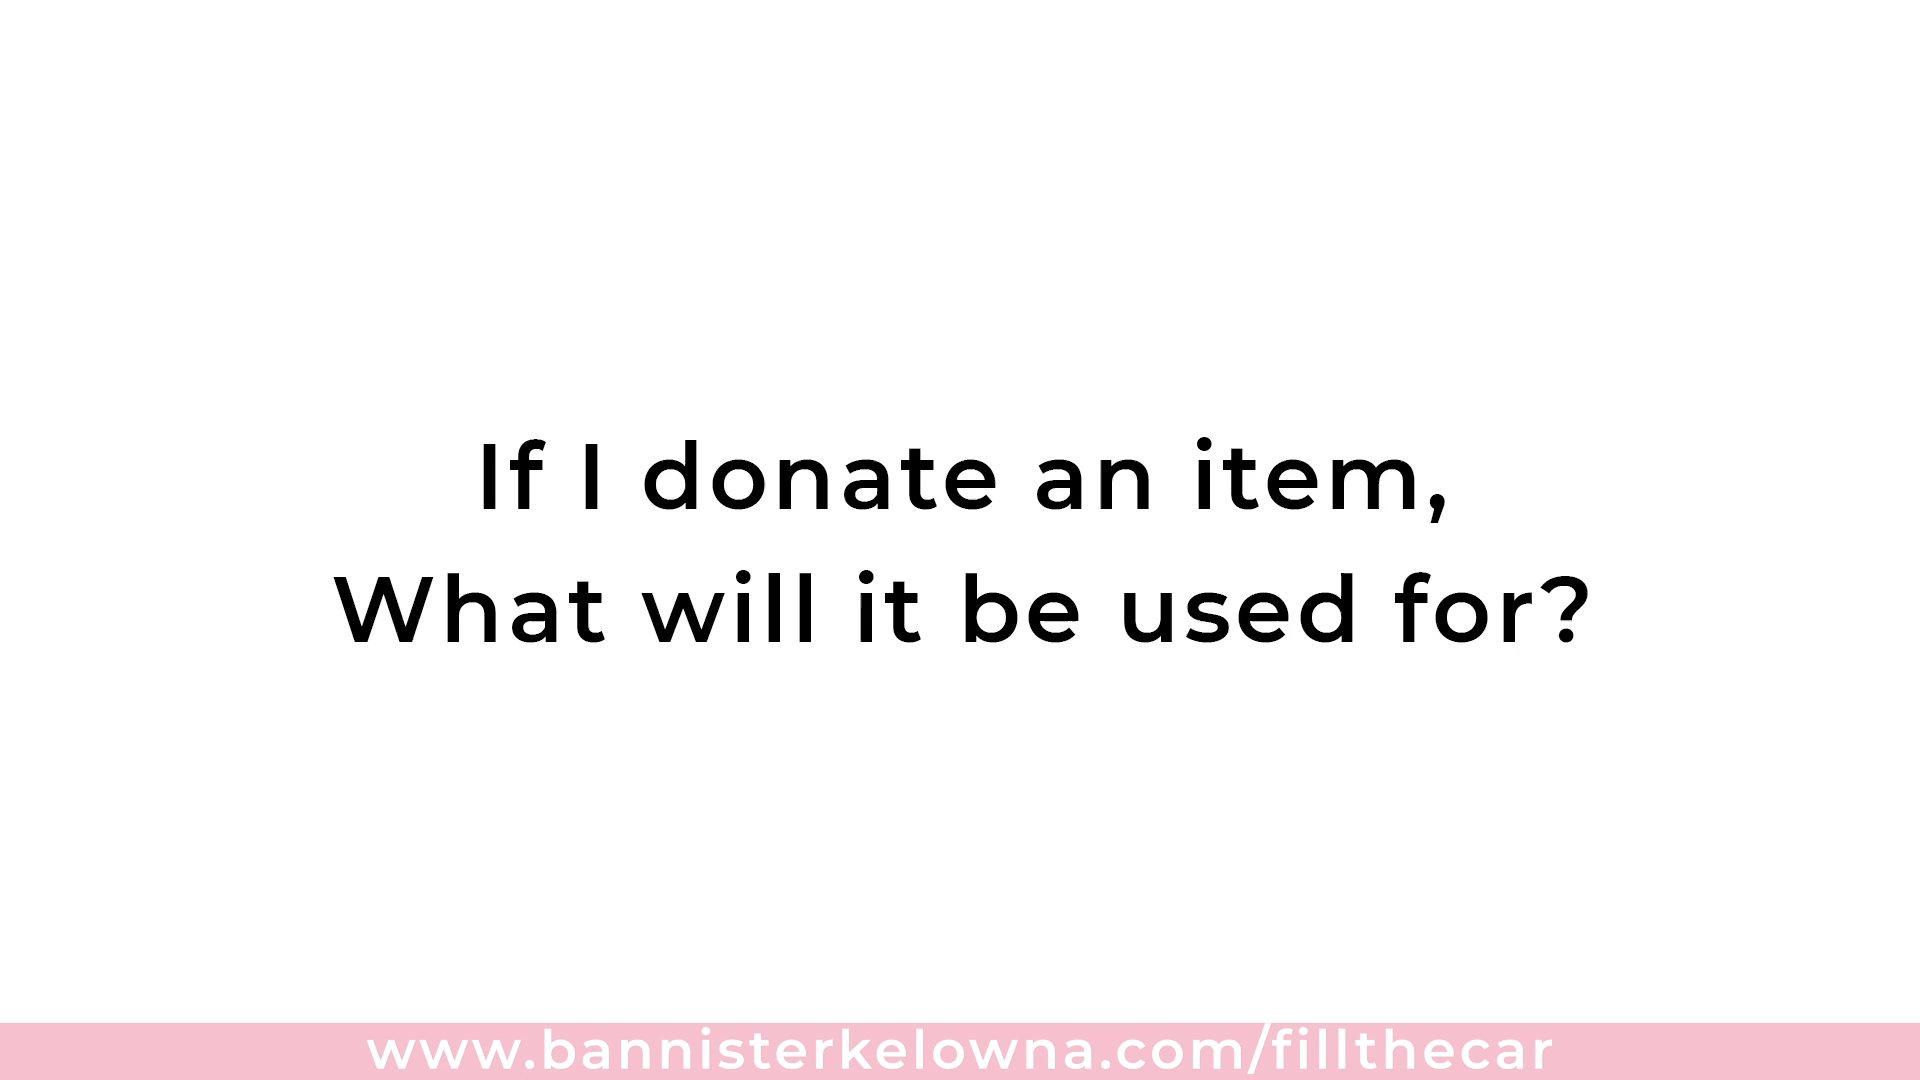 If I donate an item,
What will it be used for?
www.bannisterkelowna.com/fillthecar